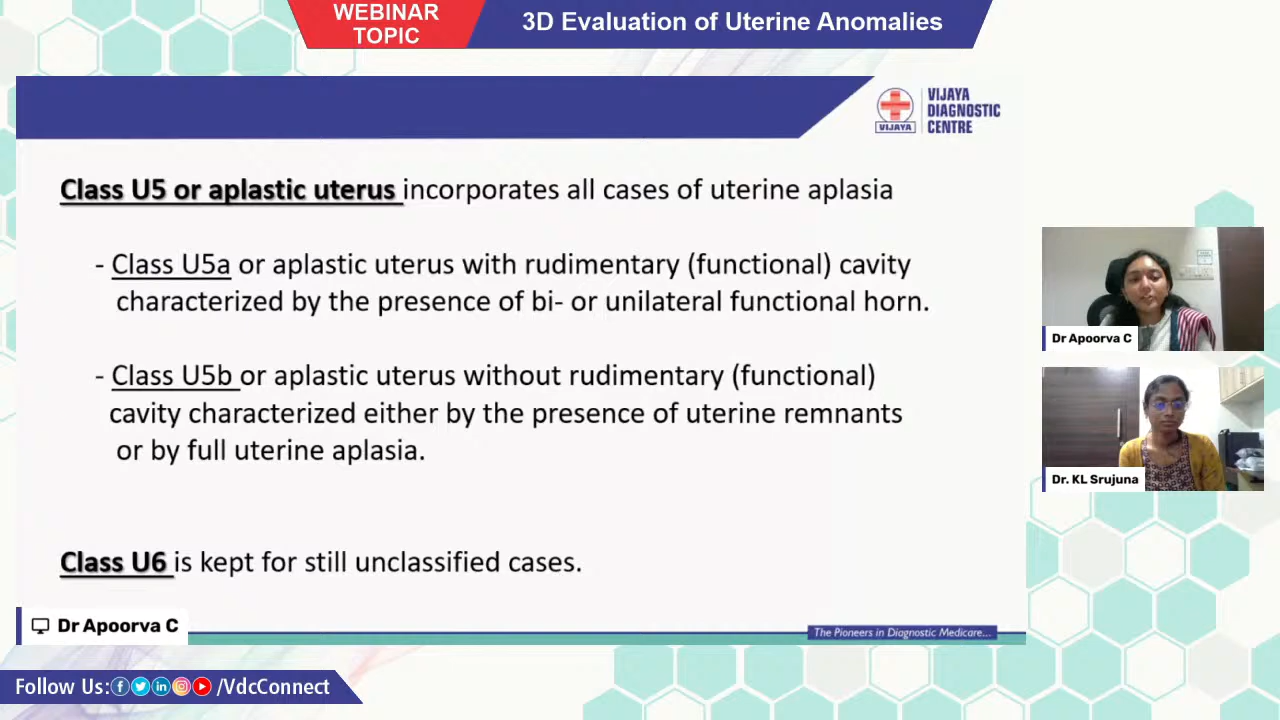 WEBINAR
TOPIC
3D Evaluation of Uterine Anomalies
VIJAYA
VIJAYA
DIAGNOSTIC
CENTRE
Class U5 or aplastic uterus incorporates all cases of uterine aplasia
- Class U5a or aplastic uterus with rudimentary (functional) cavity
characterized by the presence of bi- or unilateral functional horn.
- Class U5b or aplastic uterus without rudimentary (functional)
cavity characterized either by the presence of uterine remnants
or by full uterine aplasia.
Class U6 is kept for still unclassified cases.
Dr Apoorva C
Dr. KL Srujuna
Dr Apoorva C
The Pioneers in Diagnostic Medicare...
Follow Us: /VdcConnect